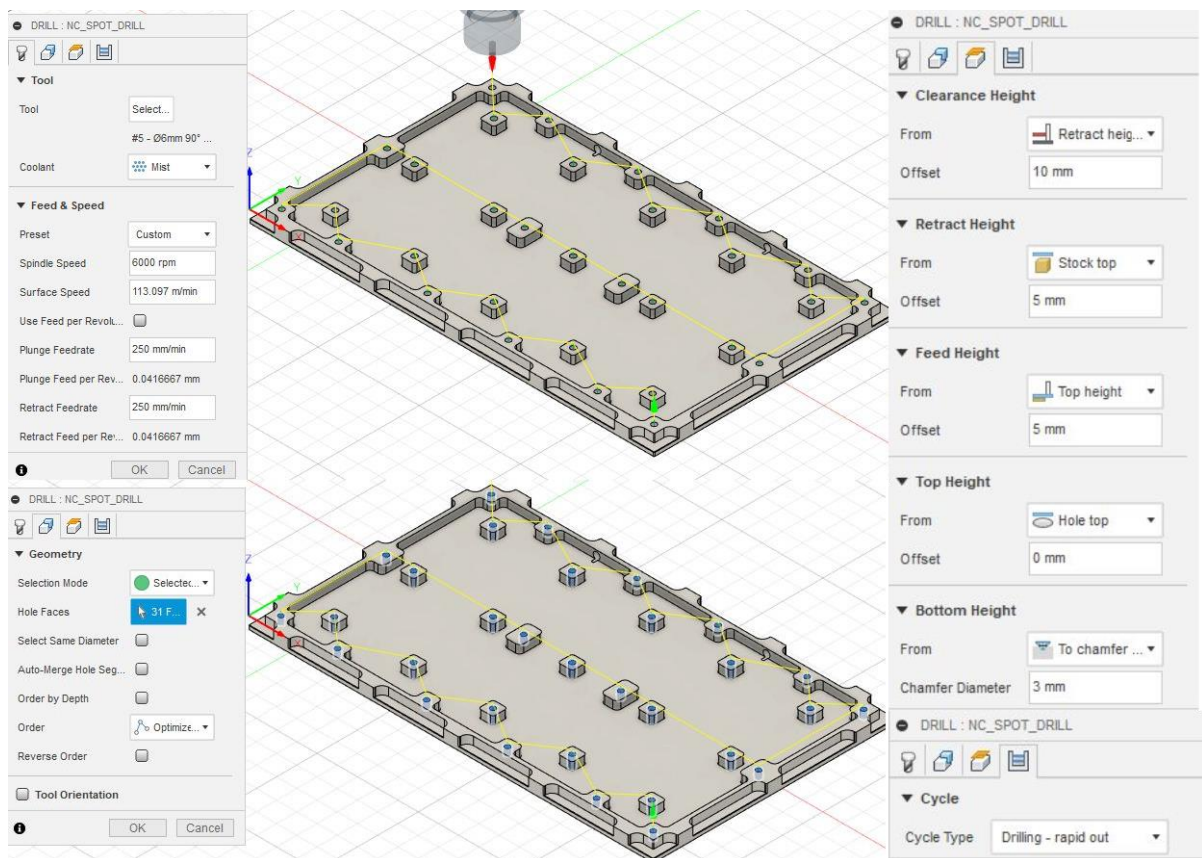 DRILL : NC_SPOT_DRILL
Tool
Tool Select...
#5 - Ø6mm 90° ...
Coolant Mist
Feed & Speed
Preset Custom
Spindle Speed 6000 rpm
Surface Speed 113.097 m/min
Use Feed per Revolu...
Plunge Feedrate 250 mm/min
Plunge Feed per Rev... 0.0416667 mm
Retract Feedrate 250 mm/min
Retract Feed per Re... 0.0416667 mm
OK Cancel
Z
Y
X
DRILL : NC_SPOT_DRILL
Geometry
Selection Mode Selectec...
Hole Faces 31 F...
Select Same Diameter
Auto-Merge Hole Seg...
Order by Depth
Order Optimize...
Reverse Order
Tool Orientation
OK Cancel
Z
Y
X
DRILL : NC_SPOT_DRILL
Clearance Height
From Retract heig...
Offset 10 mm
Retract Height
From Stock top
Offset 5 mm
Feed Height
From Top height
Offset 5 mm
Top Height
From Hole top
Offset 0 mm
Bottom Height
From To chamfer ...
Chamfer Diameter 3 mm
DRILL : NC_SPOT_DRILL
Cycle
Cycle Type Drilling - rapid out